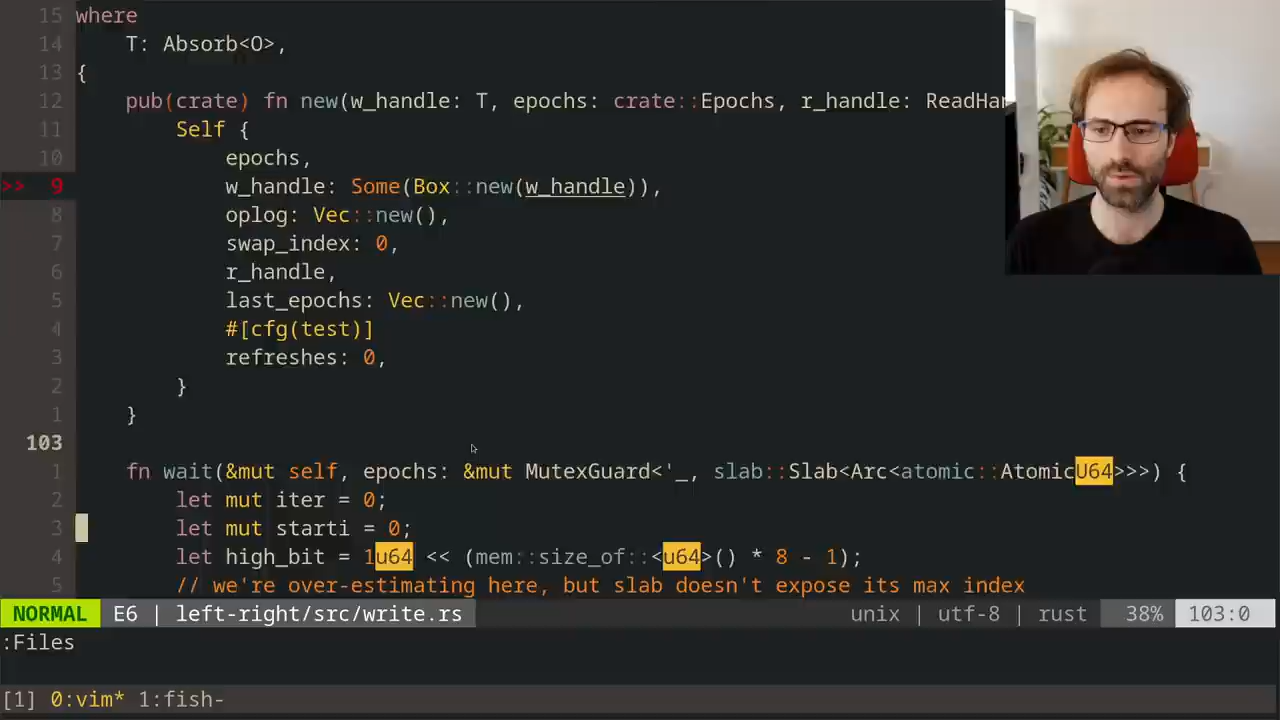 15 where
14     T: Absorb<O>,
13 {
12     pub(crate) fn new(w_handle: T, epochs: crate::Epochs, r_handle: ReadHan
11         Self {
10             epochs,
>> 9             w_handle: Some(Box::new(w_handle)),
8             oplog: Vec::new(),
7             swap_index: 0,
6             r_handle,
5             last_epochs: Vec::new(),
4             #[cfg(test)]
3             refreshes: 0,
2         }
1     }
103
1     fn wait(&mut self, epochs: &mut MutexGuard<'_, slab::Slab<Arc<atomic::AtomicU64>>>) {
2         let mut iter = 0;
3         let mut starti = 0;
4         let high_bit = 1u64 << (mem::size_of::<u64>() * 8 - 1);
5         // we're over-estimating here, but slab doesn't expose its max index
NORMAL E6 | left-right/src/write.rs unix | utf-8 | rust 38% 103:0
:Files
[1] 0:vim* 1:fish-